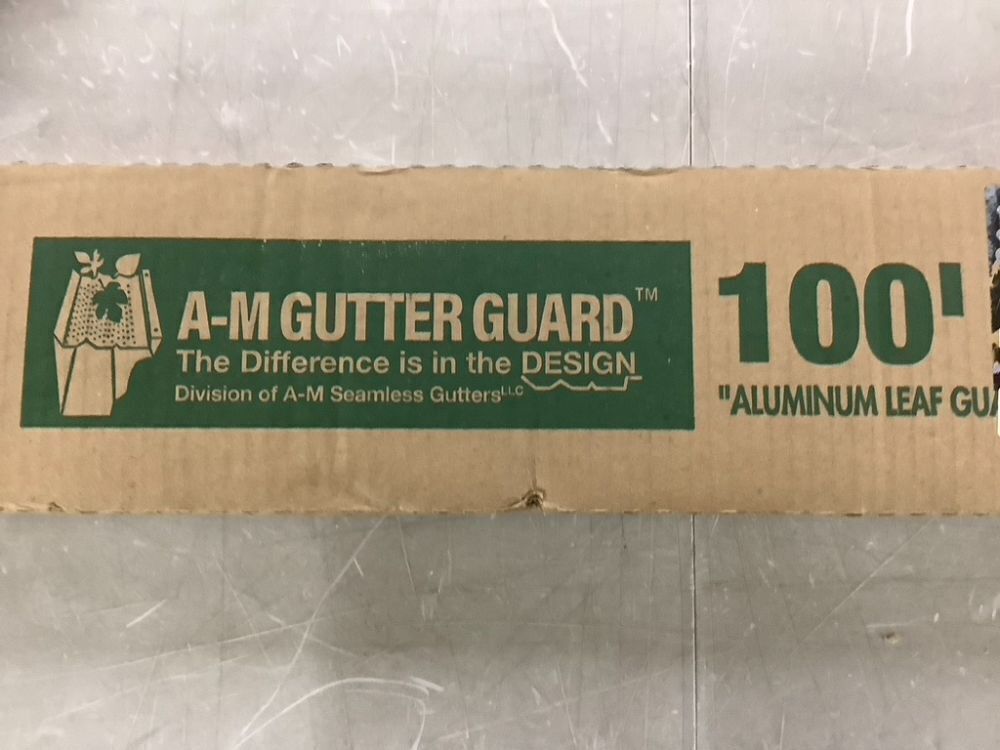 A-M GUTTER GUARD™
The Difference is in the DESIGN
Division of A-M Seamless Gutters LLC
100'
"ALUMINUM LEAF